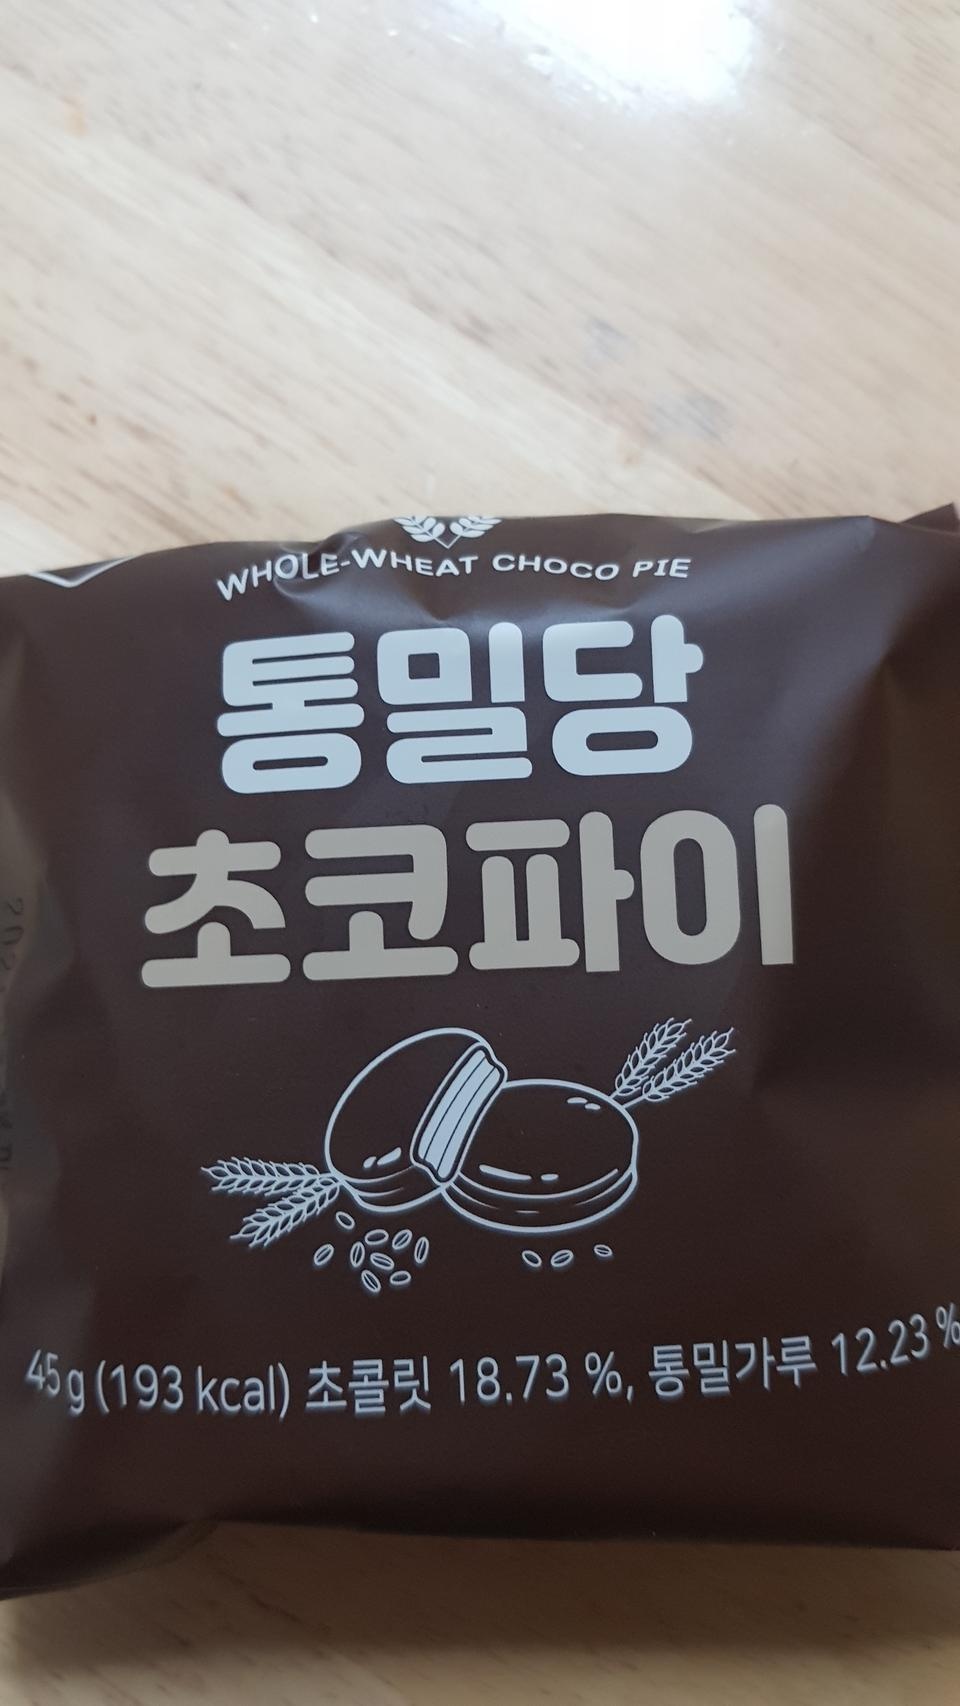 WHOLE-WHEAT CHOCO PIE
통밀당
초코파이
45g (193 kcal) 초콜릿 18.73 %, 통밀가루 12.23%